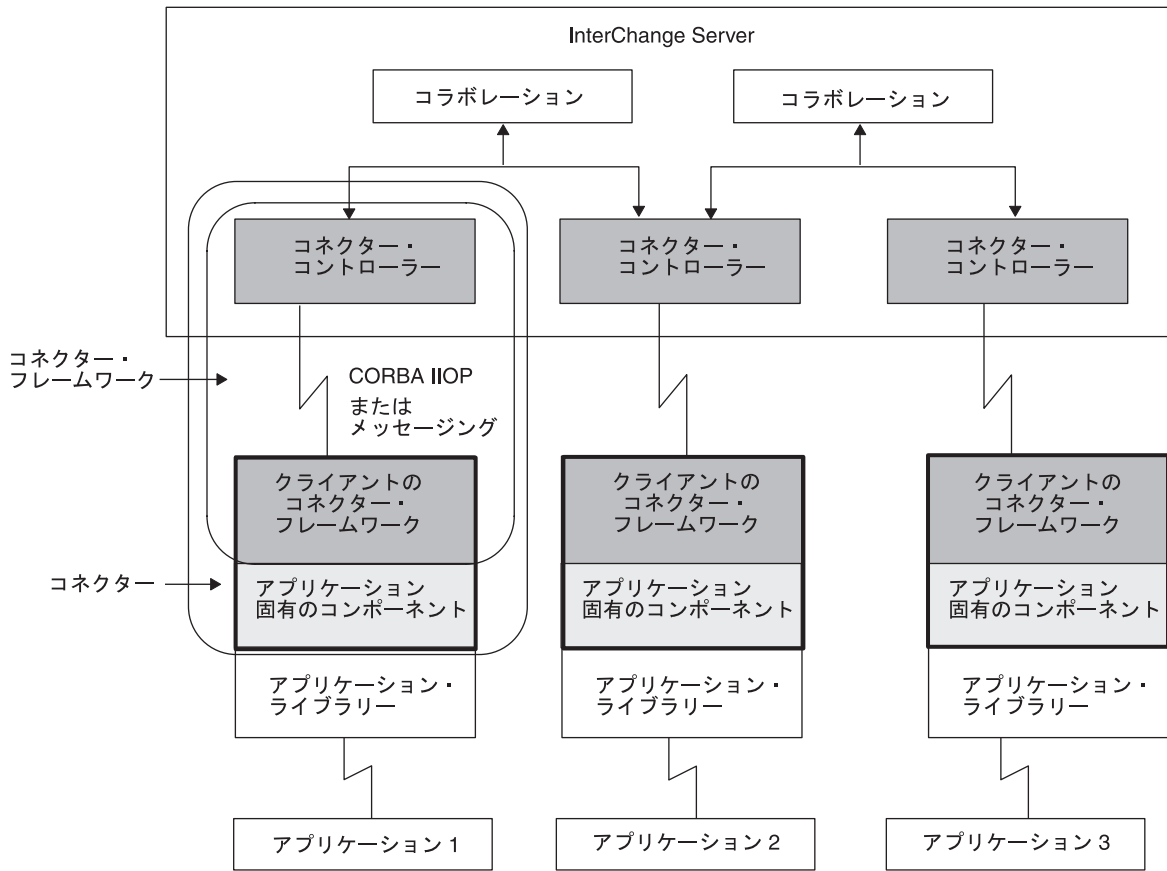 InterChange Server
コラボレーション
コラボレーション
コネクター・
コントローラー
コネクター・
コントローラー
コネクター・
コントローラー
コネクター・
フレームワーク
CORBA IIOP
または
メッセージング
クライアントの
コネクター・
フレームワーク
クライアントの
コネクター・
フレームワーク
クライアントの
コネクター・
フレームワーク
コネクター
アプリケーション
固有のコンポーネント
アプリケーション
固有のコンポーネント
アプリケーション
固有のコンポーネント
アプリケーション・
ライブラリー
アプリケーション・
ライブラリー
アプリケーション・
ライブラリー
アプリケーション 1
アプリケーション 2
アプリケーション 3